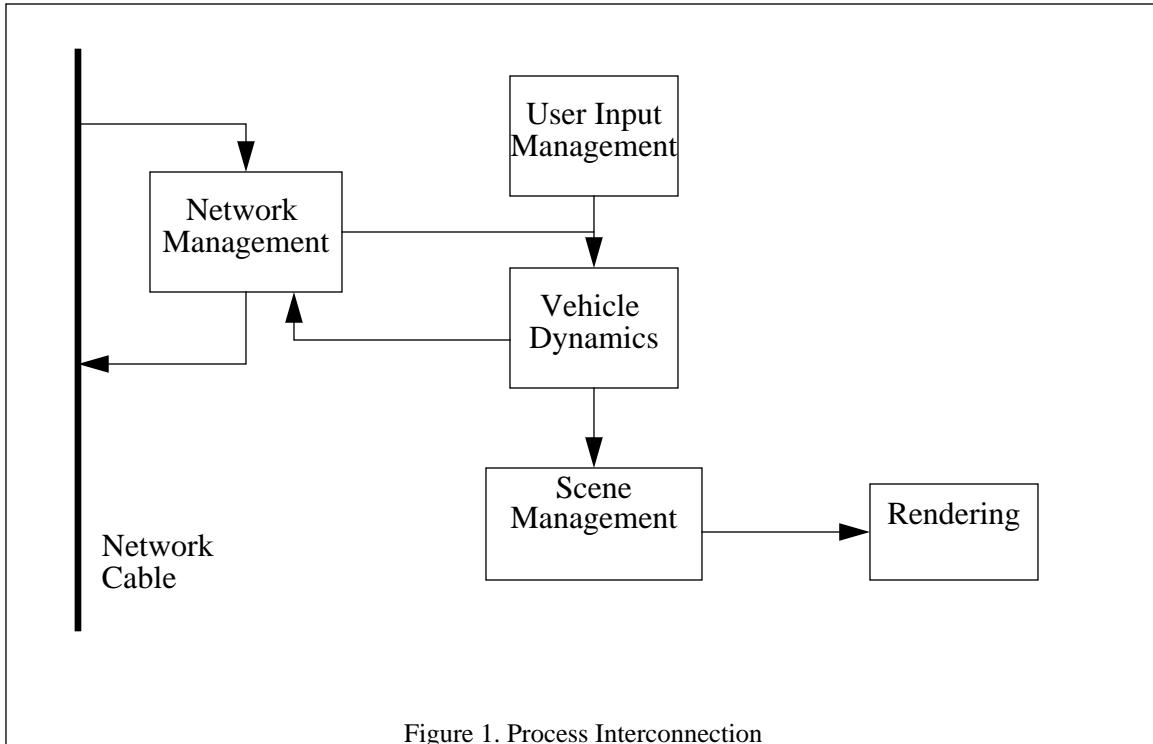 User Input
Management
Network
Management
Vehicle
Dynamics
Scene
Management
Rendering
Network
Cable
Figure 1. Process Interconnection